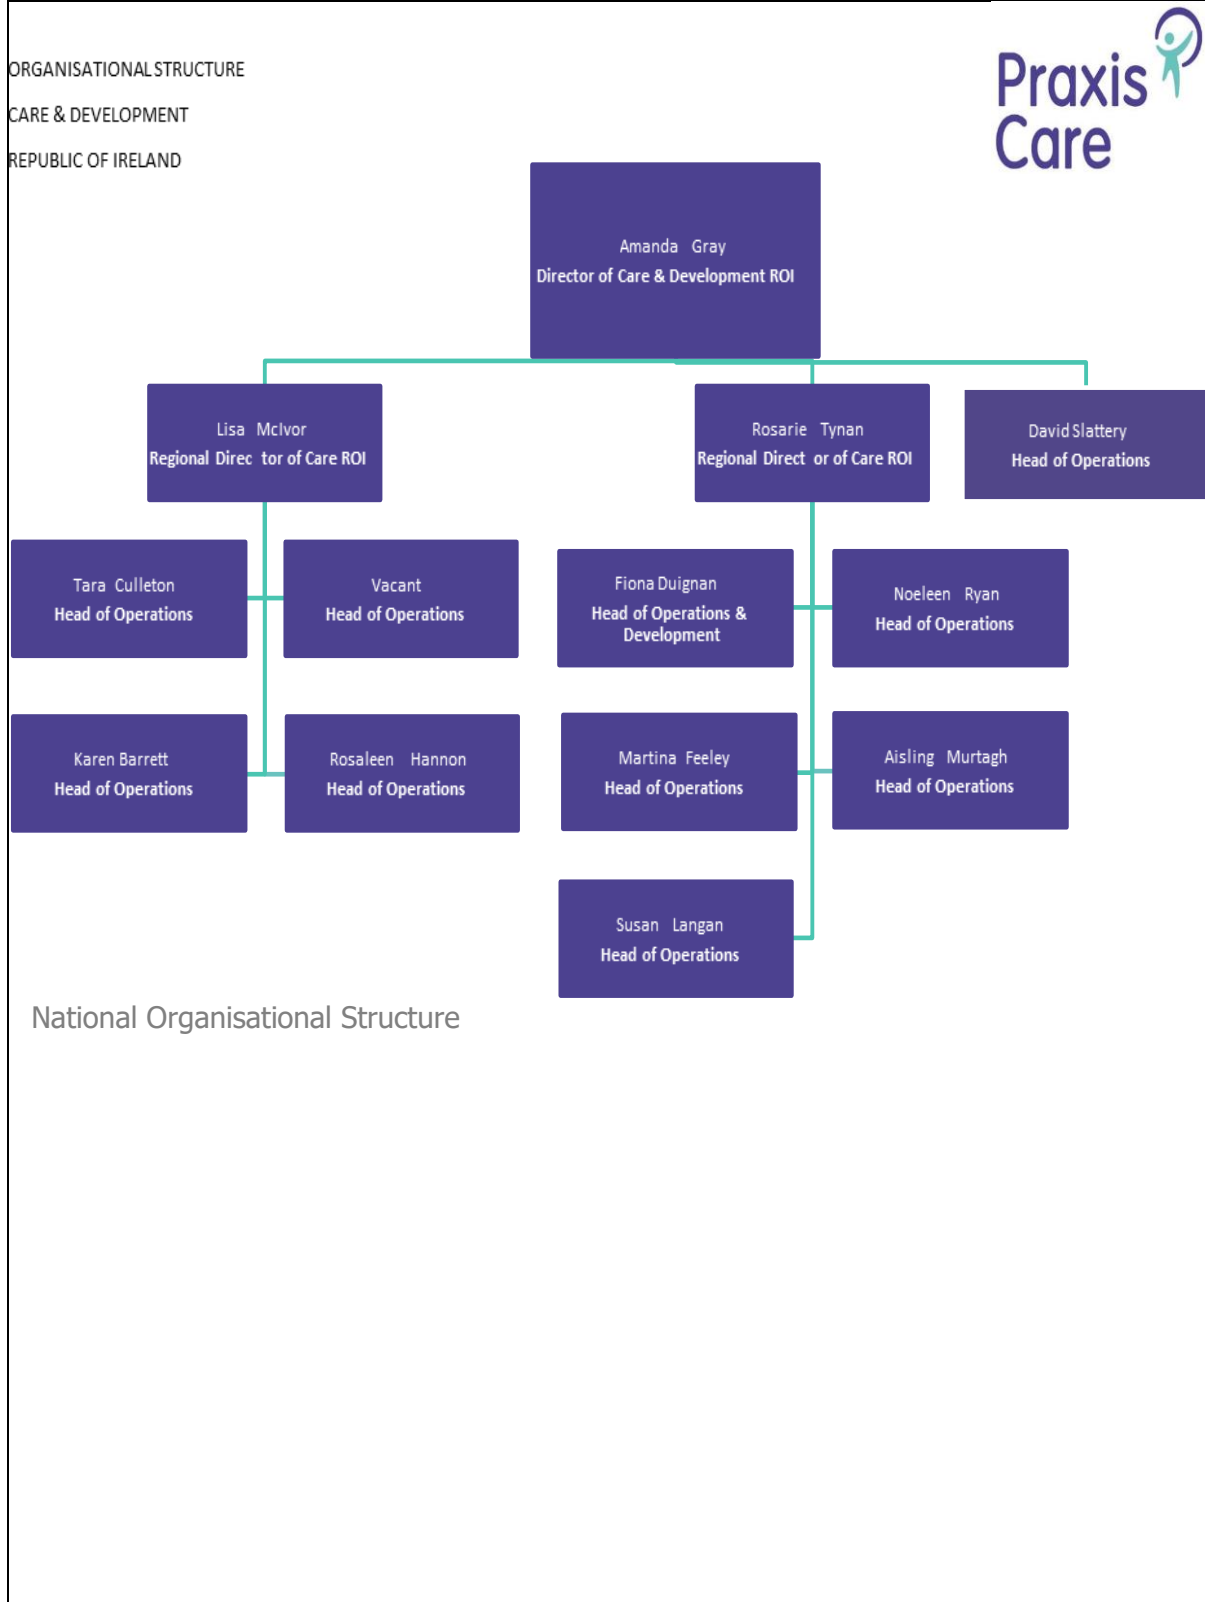 ORGANISATIONAL STRUCTURE
CARE & DEVELOPMENT
REPUBLIC OF IRELAND
Praxis
Care
Amanda Gray
Director of Care & Development ROI
Lisa McIvor
Regional Direc tor of Care ROI
Rosarie Tynan
Regional Direct or of Care ROI
David Slattery
Head of Operations
Tara Culleton
Head of Operations
Vacant
Head of Operations
Fiona Duignan
Head of Operations &
Development
Noeleen Ryan
Head of Operations
Karen Barrett
Head of Operations
Rosaleen Hannon
Head of Operations
Martina Feeley
Head of Operations
Aisling Murtagh
Head of Operations
Susan Langan
Head of Operations
National Organisational Structure